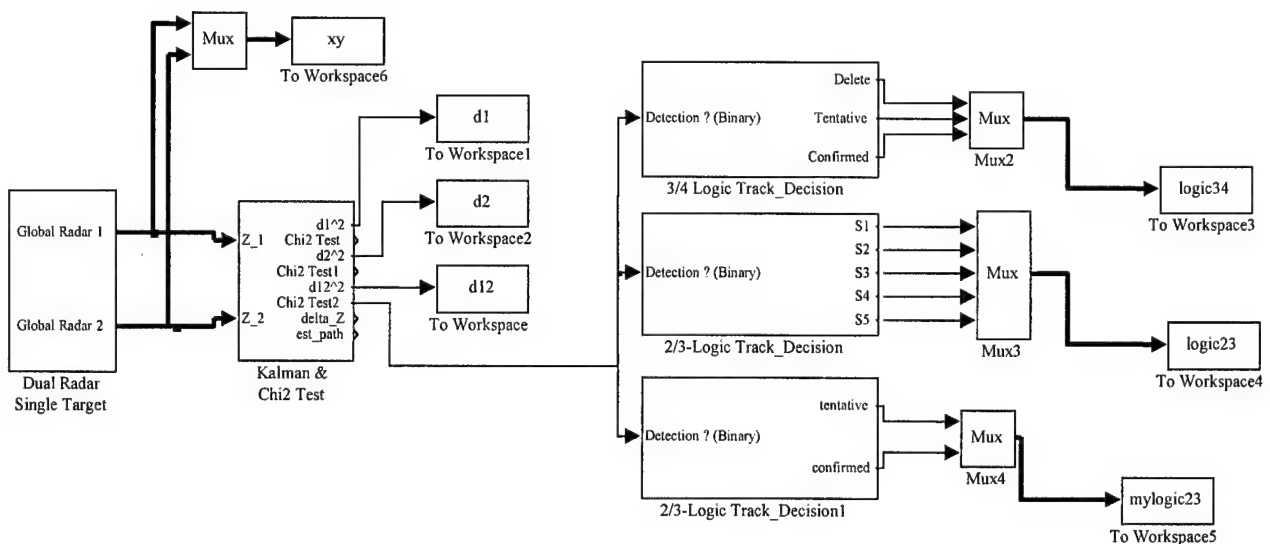 Mux
xy
To Workspace6
Global Radar 1
Global Radar 2
Dual Radar
Single Target
Z_1
Z_2
d1^2
Chi2 Test
d2^2
Chi2 Test1
d12^2
Chi2 Test2
delta_Z
est_path
Kalman &
Chi2 Test
d1
To Workspace1
d2
To Workspace2
d12
To Workspace
Detection ? (Binary)
Delete
Tentative
Confirmed
3/4 Logic Track_Decision
Mux
Mux2
logic34
To Workspace3
Detection ? (Binary)
S1
S2
S3
S4
S5
2/3-Logic Track_Decision
Mux
Mux3
logic23
To Workspace4
Detection ? (Binary)
tentative
confirmed
2/3-Logic Track_Decision1
Mux
Mux4
mylogic23
To Workspace5